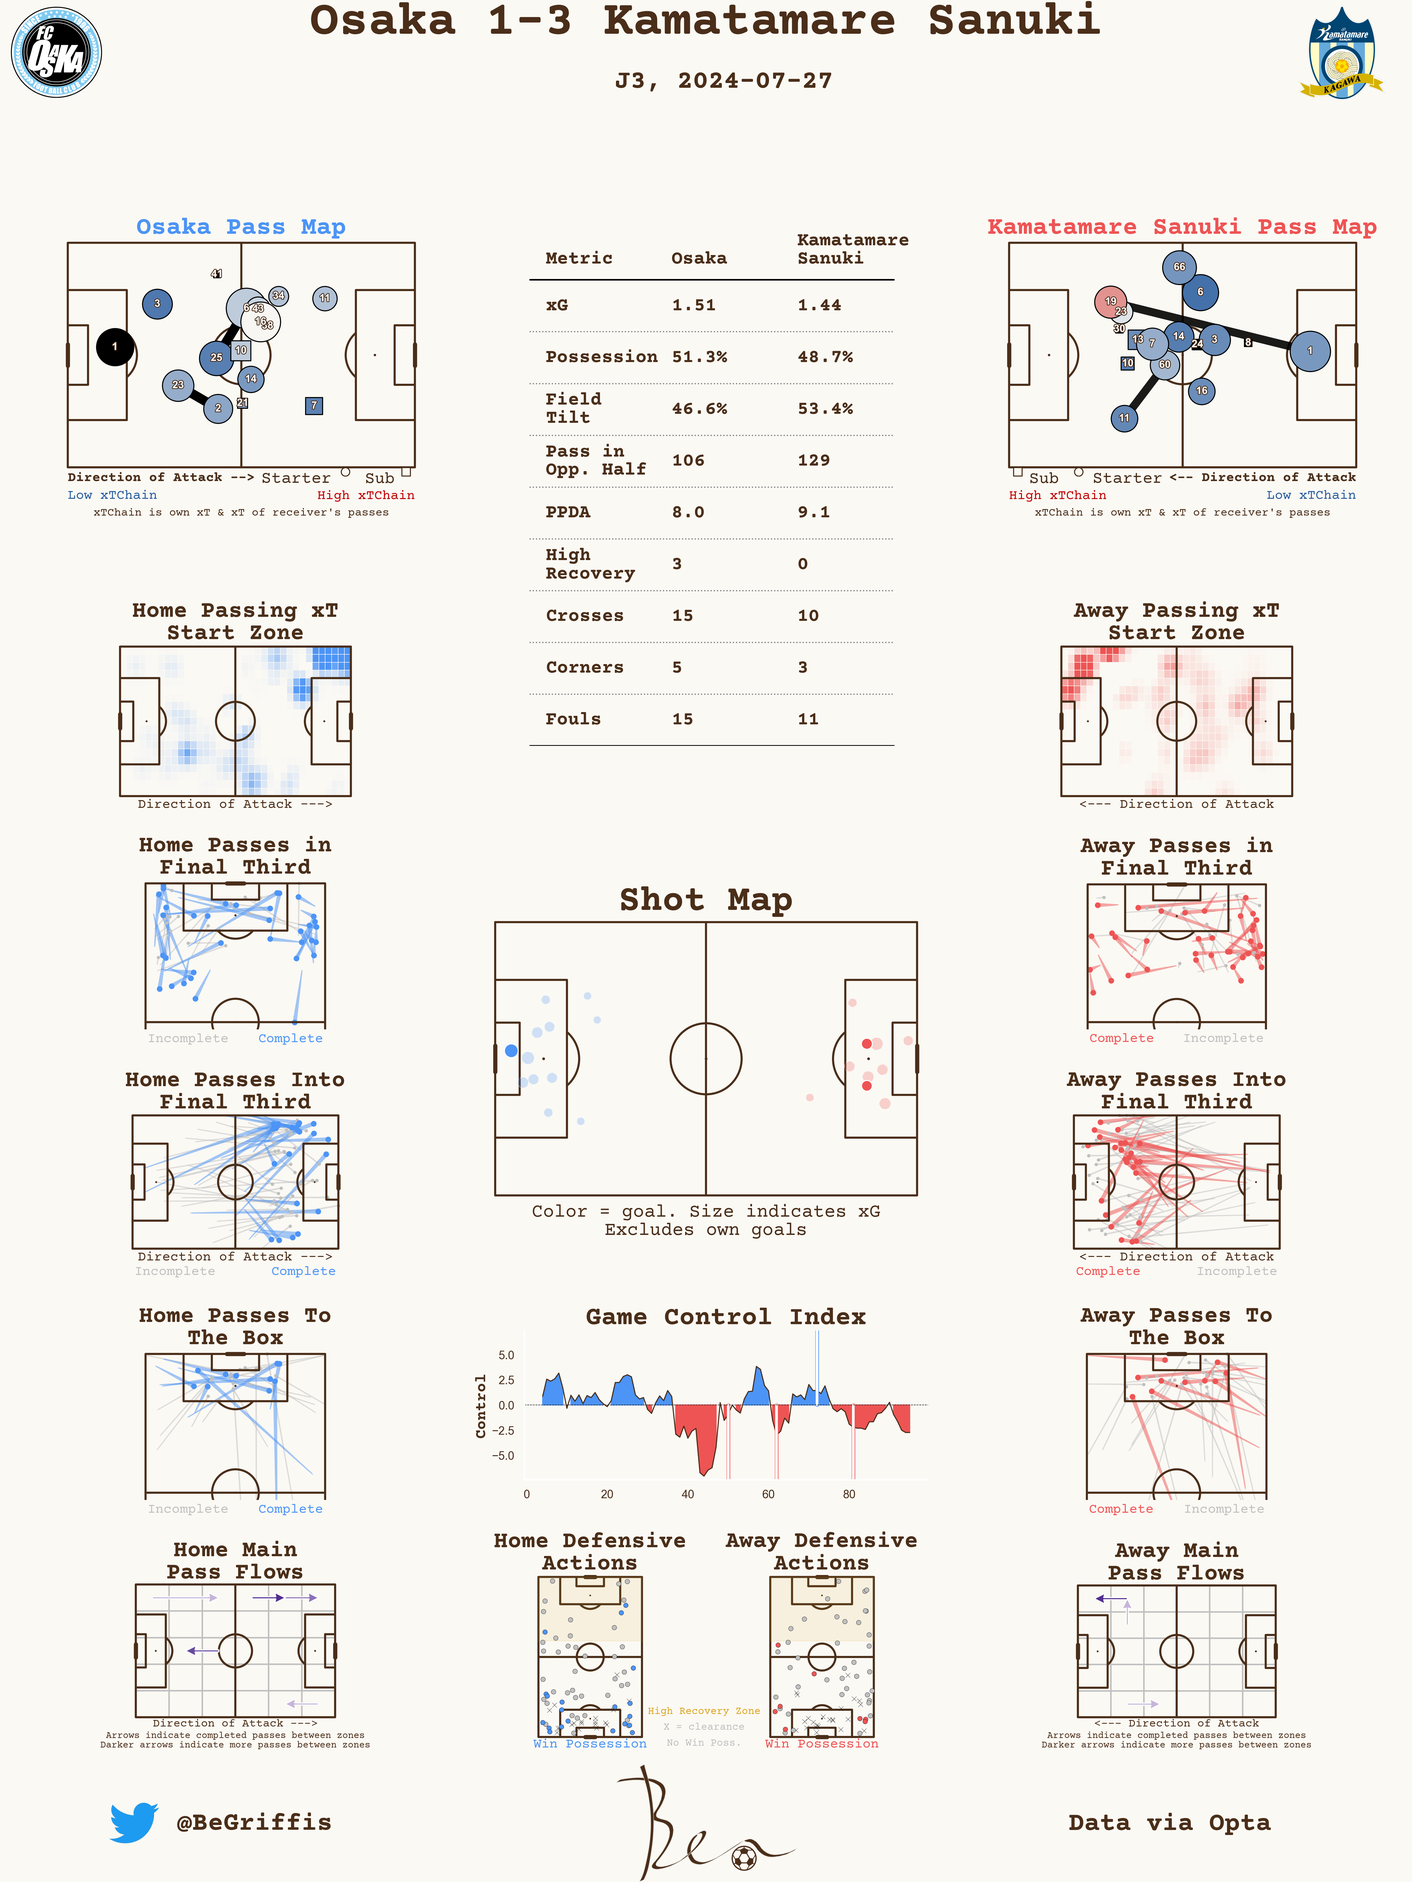 Osaka 1-3 Kamatamare Sanuki
J3, 2024-07-27
FC
OSAKA
Kamatamare
SANUKI
KAGAWA
Osaka Pass Map
41
3
34
11
6
43
16
98
1
10
25
14
23
2
21
7
Direction of Attack --> Starter Sub
Low xTChain High xTChain
xTChain is own xT & xT of receiver's passes
Metric Osaka Kamatamare
Sanuki
xG 1.51 1.44
Possession 51.3% 48.7%
Field
Tilt 46.6% 53.4%
Pass in
Opp. Half 106 129
PPDA 8.0 9.1
High
Recovery 3 0
Crosses 15 10
Corners 5 3
Fouls 15 11
Kamatamare Sanuki Pass Map
66
6
19
23
30
13
7
14
24
3
8
1
10
60
16
11
Sub Starter <-- Direction of Attack
High xTChain Low xTChain
xTChain is own xT & xT of receiver's passes
Home Passing xT
Start Zone
Direction of Attack --->
Away Passing xT
Start Zone
<--- Direction of Attack
Home Passes in
Final Third
Incomplete Complete
Away Passes in
Final Third
Complete Incomplete
Shot Map
Color = goal. Size indicates xG
Excludes own goals
Home Passes Into
Final Third
Direction of Attack --->
Incomplete Complete
Away Passes Into
Final Third
<--- Direction of Attack
Complete Incomplete
Home Passes To
The Box
Incomplete Complete
Game Control Index
Control
5.0
2.5
0.0
−2.5
−5.0
0 20 40 60 80
Away Passes To
The Box
Complete Incomplete
Home Main
Pass Flows
Direction of Attack --->
Arrows indicate completed passes between zones
Darker arrows indicate more passes between zones
Home Defensive
Actions
Win Possession
High Recovery Zone
X = clearance
No Win Poss.
Away Defensive
Actions
Win Possession
Away Main
Pass Flows
<--- Direction of Attack
Arrows indicate completed passes between zones
Darker arrows indicate more passes between zones
@BeGriffis
Ben
Data via Opta